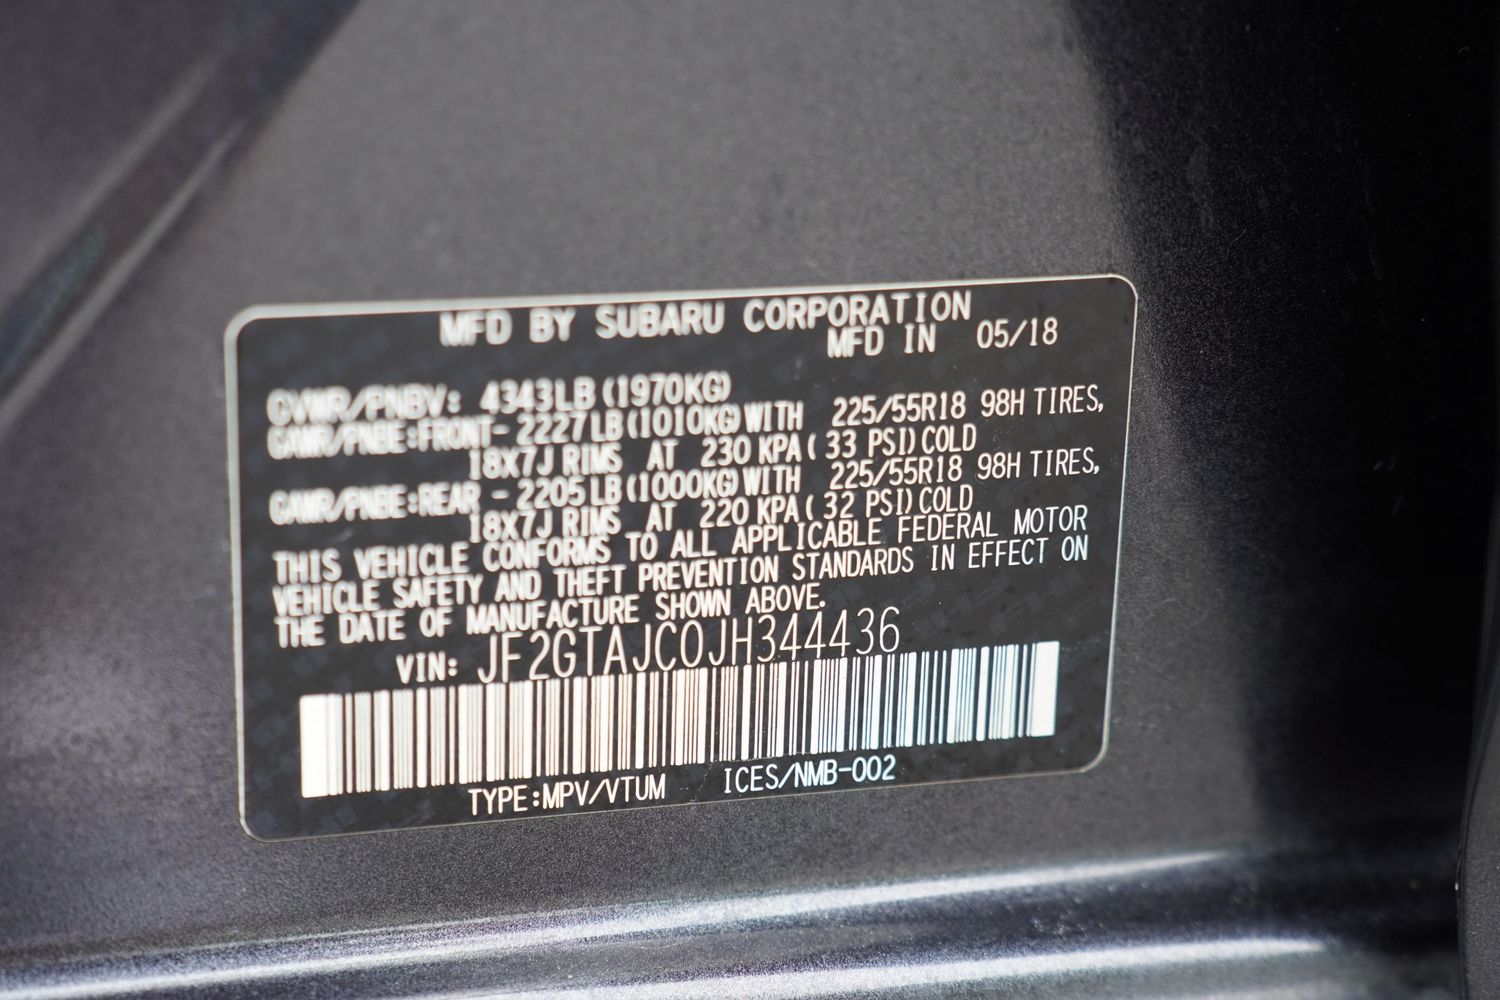 MFD BY SUBARU CORPORATION
MFD IN 05/18
GVWR/PNBV: 4343LB (1970KG)
GAWR/PNBE:FRONT- 2227LB (1010KG) WITH 225/55R18 98H TIRES,
18X7J RIMS AT 230 KPA ( 33 PSI) COLD
GAWR/PNBE:REAR - 2205LB (1000KG) WITH 225/55R18 98H TIRES,
18X7J RIMS AT 220 KPA ( 32 PSI) COLD
THIS VEHICLE CONFORMS TO ALL APPLICABLE FEDERAL MOTOR
VEHICLE SAFETY AND THEFT PREVENTION STANDARDS IN EFFECT ON
THE DATE OF MANUFACTURE SHOWN ABOVE.
VIN: JF2GTAJC0JH344436
TYPE:MPV/VTUM ICES/NMB-002